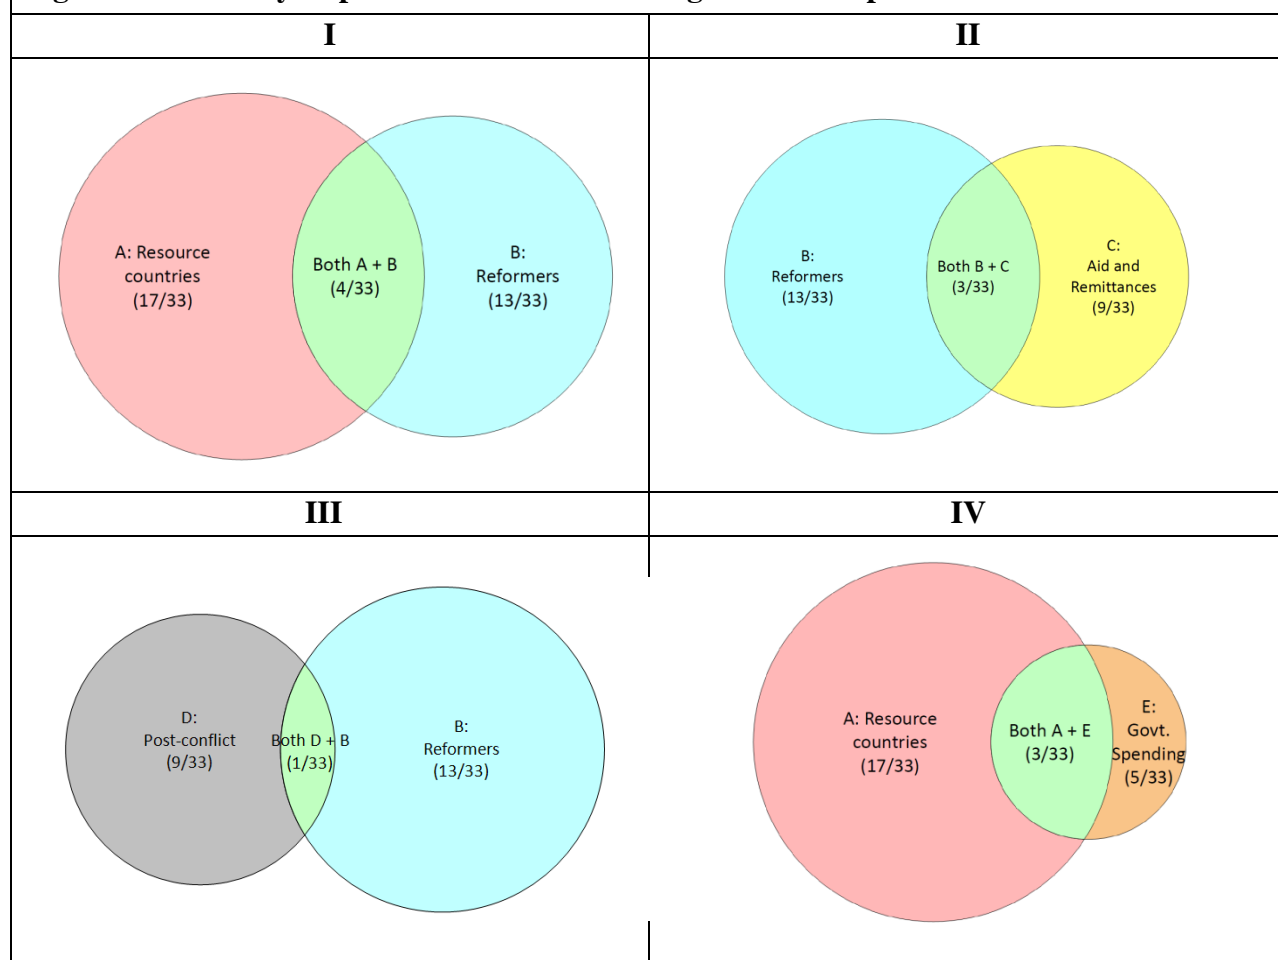 I
II
A: Resource
countries
(17/33)
Both A + B
(4/33)
B:
Reformers
(13/33)
B:
Reformers
(13/33)
Both B + C
(3/33)
C:
Aid and
Remittances
(9/33)
III
IV
D:
Post-conflict
(9/33)
Both D + B
(1/33)
B:
Reformers
(13/33)
A: Resource
countries
(17/33)
Both A + E
(3/33)
E:
Govt.
Spending
(5/33)